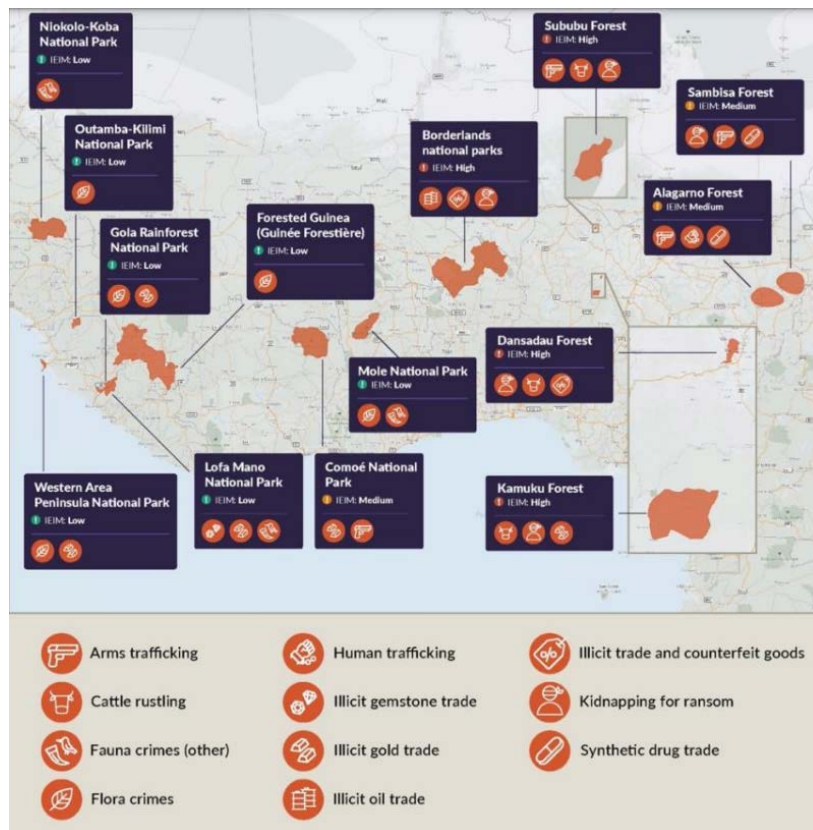 Niokolo-Koba
National Park
IEIM: Low
Outamba-Kilimi
National Park
IEIM: Low
Gola Rainforest
National Park
IEIM: Low
Forested Guinea
(Guinée Forestière)
IEIM: Low
Borderlands
national parks
IEIM: High
Sububu Forest
IEIM: High
Sambisa Forest
IEIM: Medium
Alagarno Forest
IEIM: Medium
Dansadau Forest
IEIM: High
Mole National Park
IEIM: Low
Western Area
Peninsula National Park
IEIM: Low
Lofa Mano
National Park
IEIM: Low
Comoé National
Park
IEIM: Medium
Kamuku Forest
IEIM: High
Arms trafficking
Cattle rustling
Fauna crimes (other)
Flora crimes
Human trafficking
Illicit gemstone trade
Illicit gold trade
Illicit oil trade
Illicit trade and counterfeit goods
Kidnapping for ransom
Synthetic drug trade